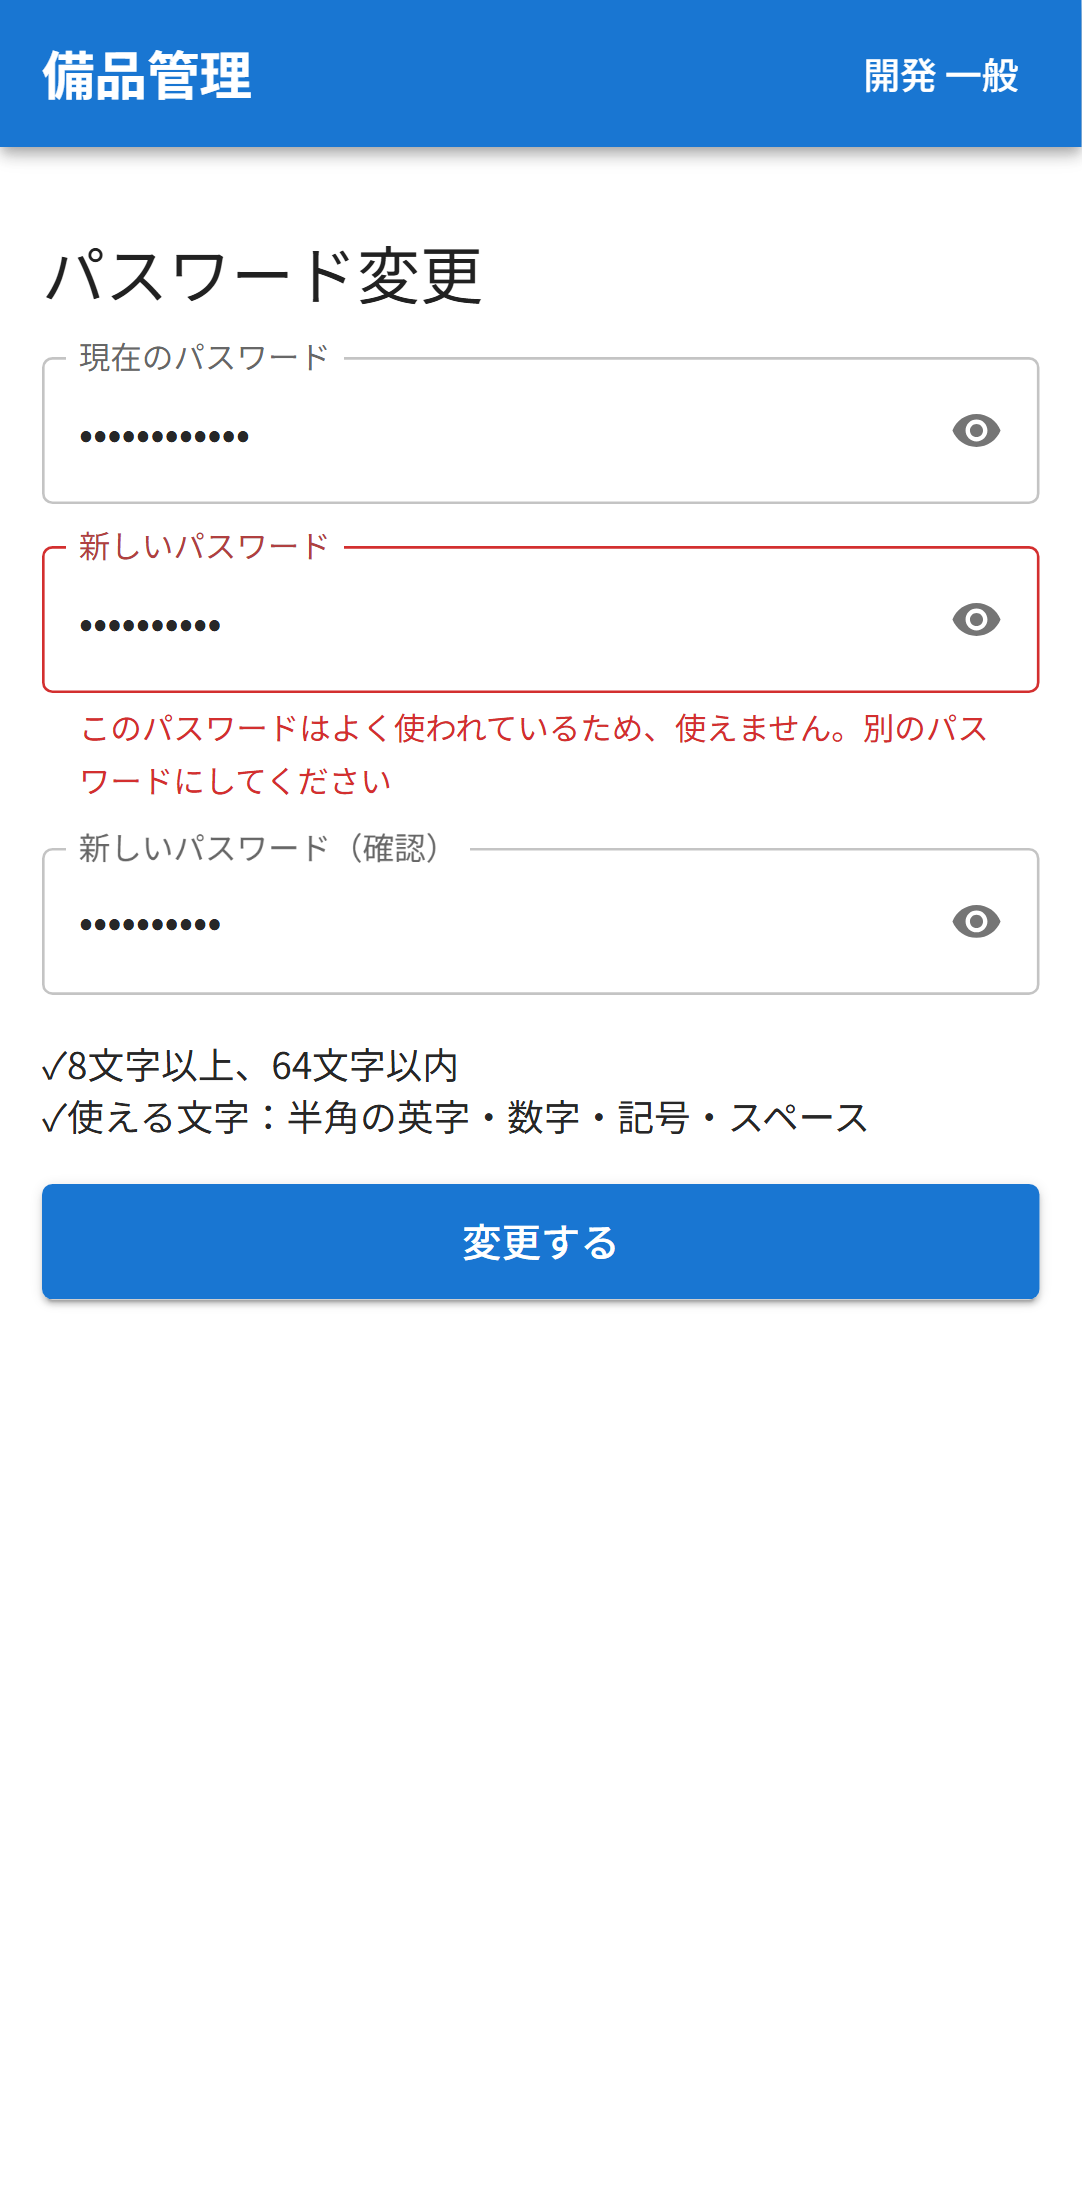 備品管理
開発 一般
パスワード変更
現在のパスワード
••••••••••••
新しいパスワード
••••••••••
このパスワードはよく使われているため、使えません。別のパス
ワードにしてください
新しいパスワード（確認）
••••••••••
✓8文字以上、64文字以内
✓使える文字：半角の英字・数字・記号・スペース
変更する